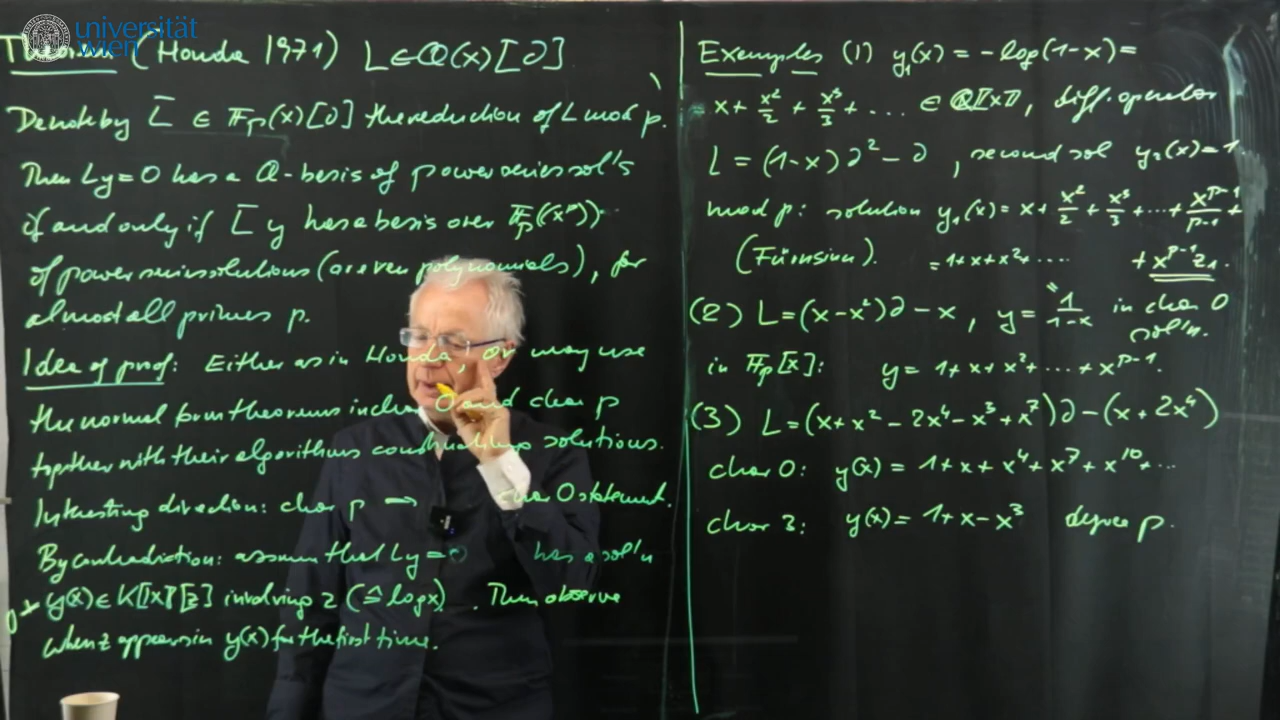 universität
wien
Theorem (Honda 1971) L∈Q(x)[∂]
Denote by L̄ ∈ 𝔽p(x)[∂] the reduction of L mod p.
Then Ly=0 has a Q-basis of power series sol's
if and only if L̄y has a basis over 𝔽p((xᵖ))
of power series solutions (or even polynomials), for
almost all primes p.
Idea of proof: Either as in Honda, or may use
the normal form theorems in char 0 and char p
together with their algorithms constructing solutions.
Interesting direction: char p → char 0 statement.
By contradiction: assume that Ly=0 has a sol'n
0≠ y(x)∈K[[x]][z] involving z (≙ log x). Then observe
when z appears in y(x) for the first time.
Examples (1) y₁(x) = -log(1-x)=
x + x²/2 + x³/3 + .... ∈ Q[[x]], diff. operator
L = (1-x)∂² - ∂, second sol y₂(x)=1
mod p: solution y₁(x) = x + x²/2 + x³/3 + ... + xᵖ⁻¹/p-1 +
(Fürnsinn). = 1+x+x²+ .... + xᵖ⁻¹z₁.
(2) L=(x-x²)∂ - x, y = 1/1-x in char 0
sol'n.
in 𝔽p[x]: y = 1+x+x²+ ... + xᵖ⁻¹.
(3) L=(x+x²-2x⁴-x³+x⁷)∂-(x+2x⁴)
char 0: y(x) = 1+x+x⁴+x⁷+x¹⁰+...
char 3: y(x) = 1+x-x³ degree p.